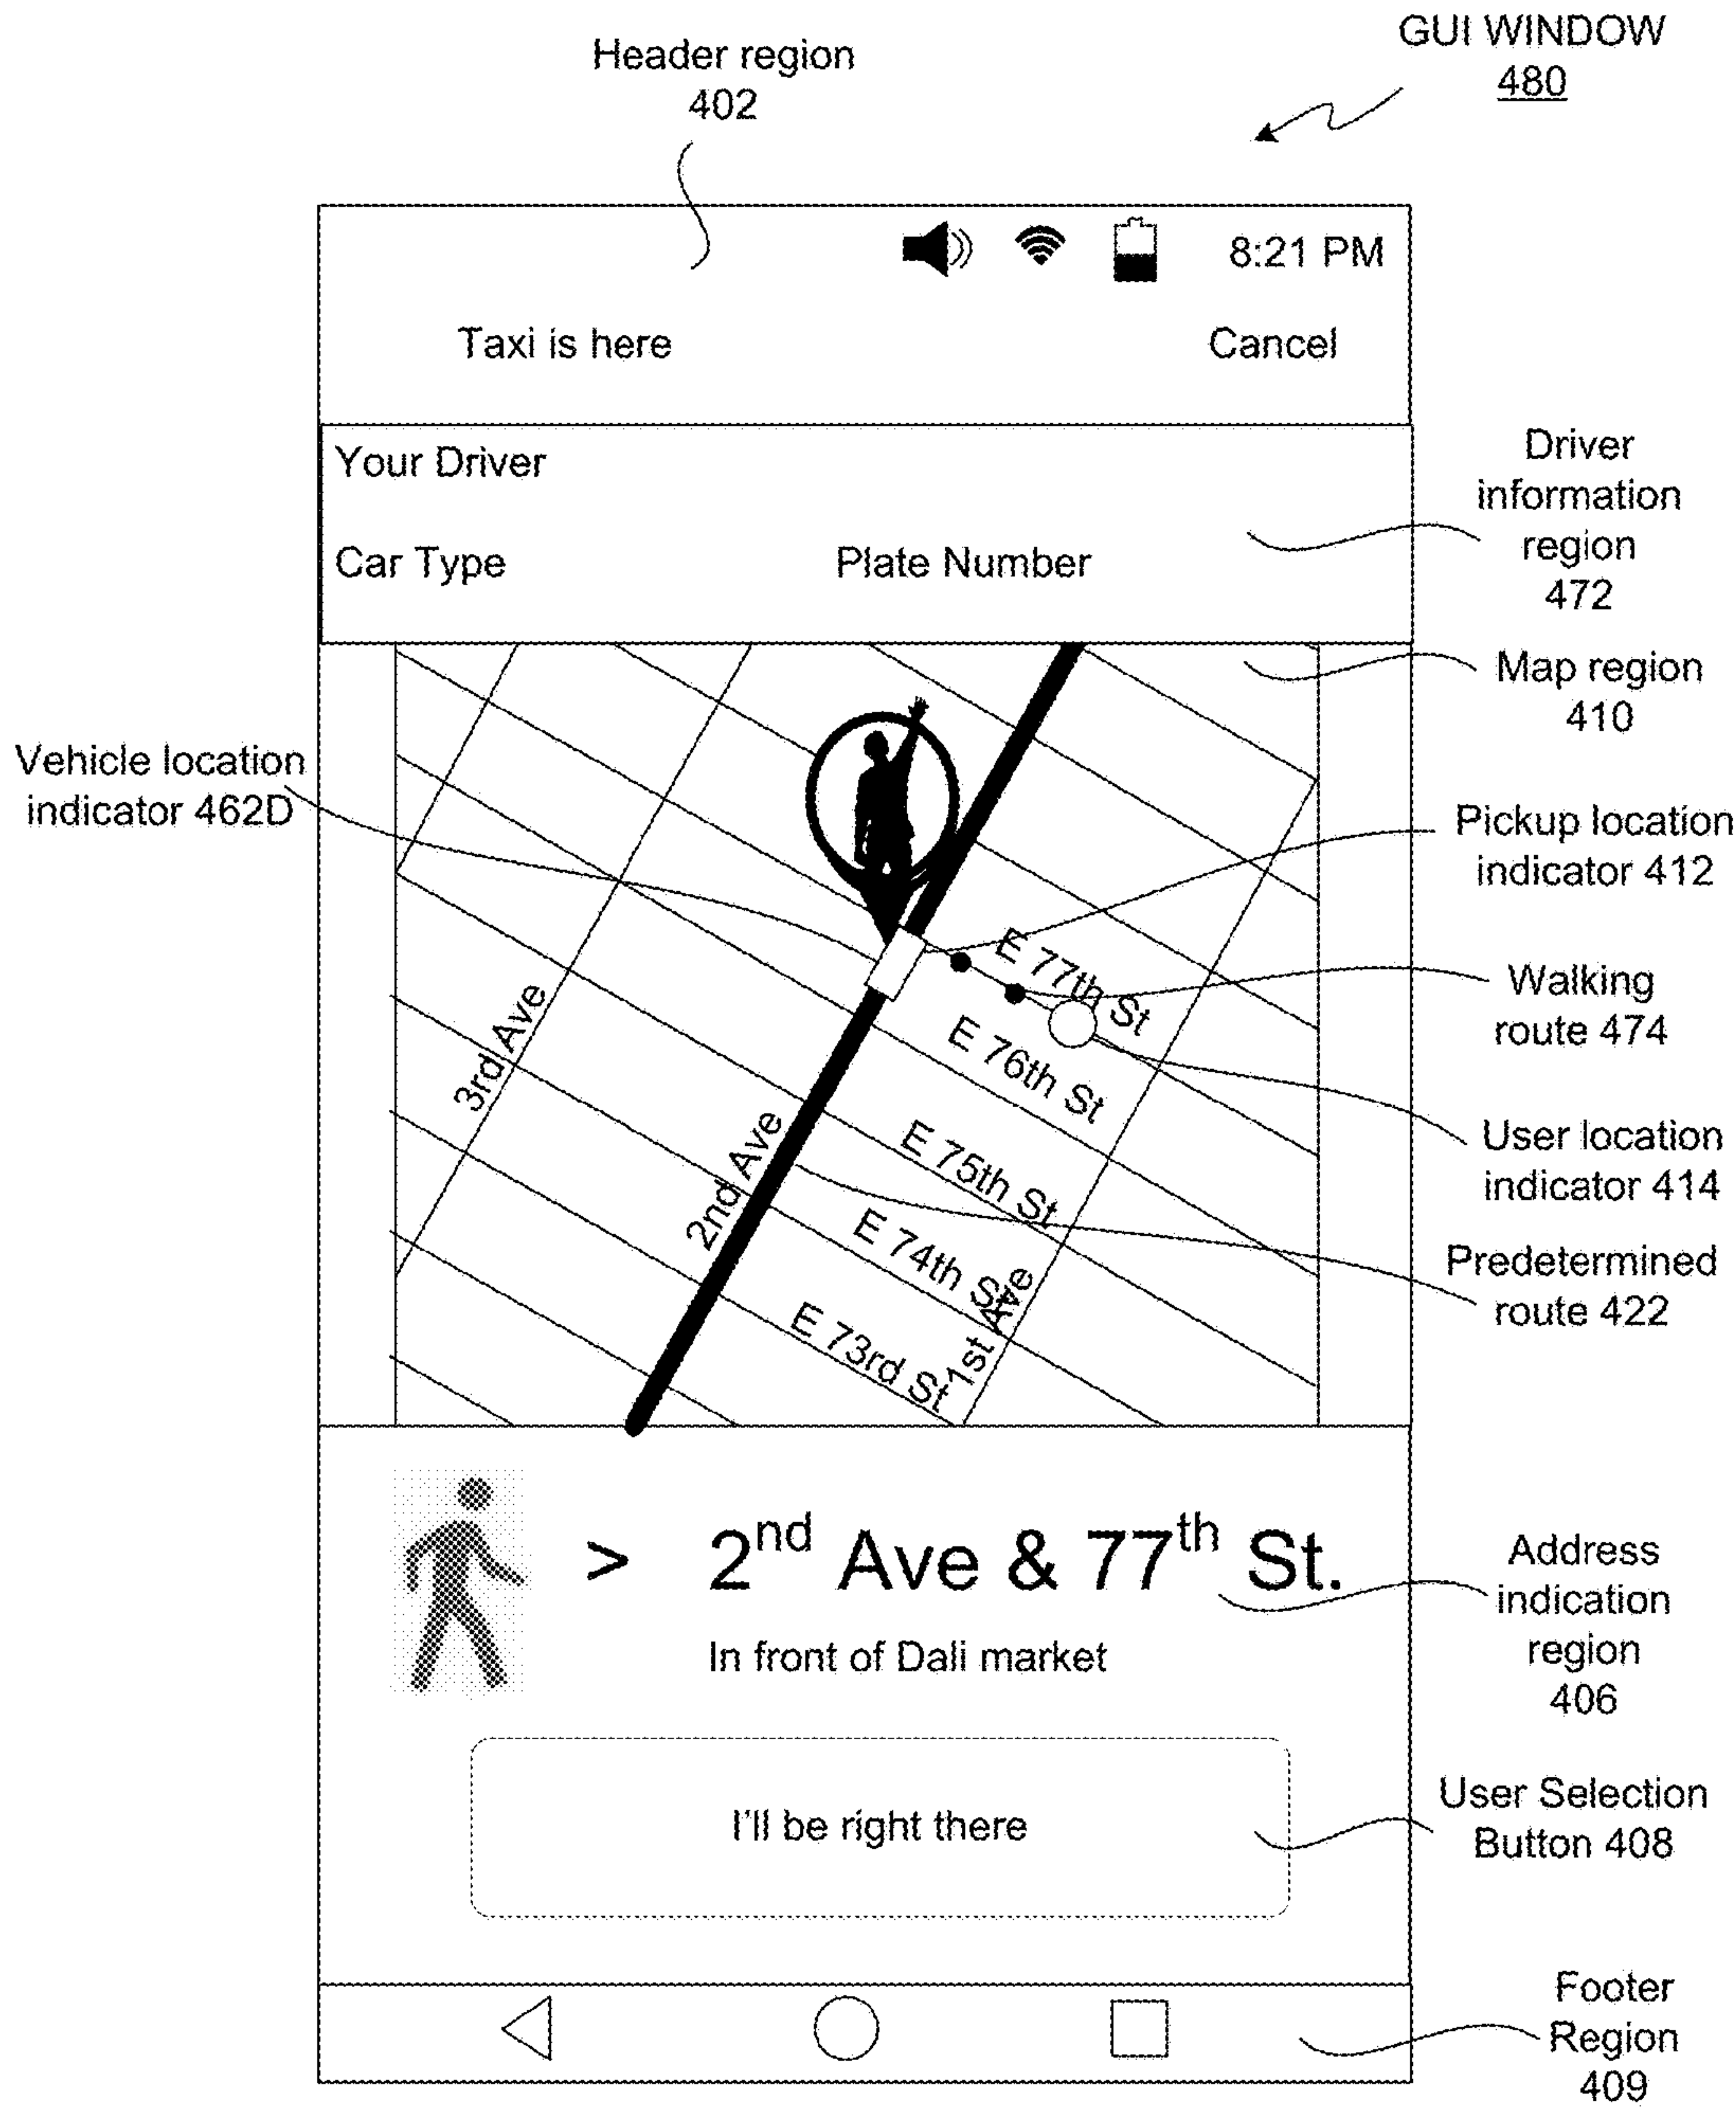 GUI WINDOW
480
Header region
402
8:21 PM
Taxi is here
Cancel
Your Driver
Car Type
Plate Number
Driver
information
region
472
Map region
410
Vehicle location
indicator 462D
Pickup location
indicator 412
E 77th St
Walking
route 474
3rd Ave
E 76th St
2nd Ave
E 75th St
User location
indicator 414
E 74th St
Predetermined
route 422
1st Ave
E 73rd St
> 2nd Ave & 77th St.
In front of Dali market
Address
indication
region
406
I'll be right there
User Selection
Button 408
Footer
Region
409